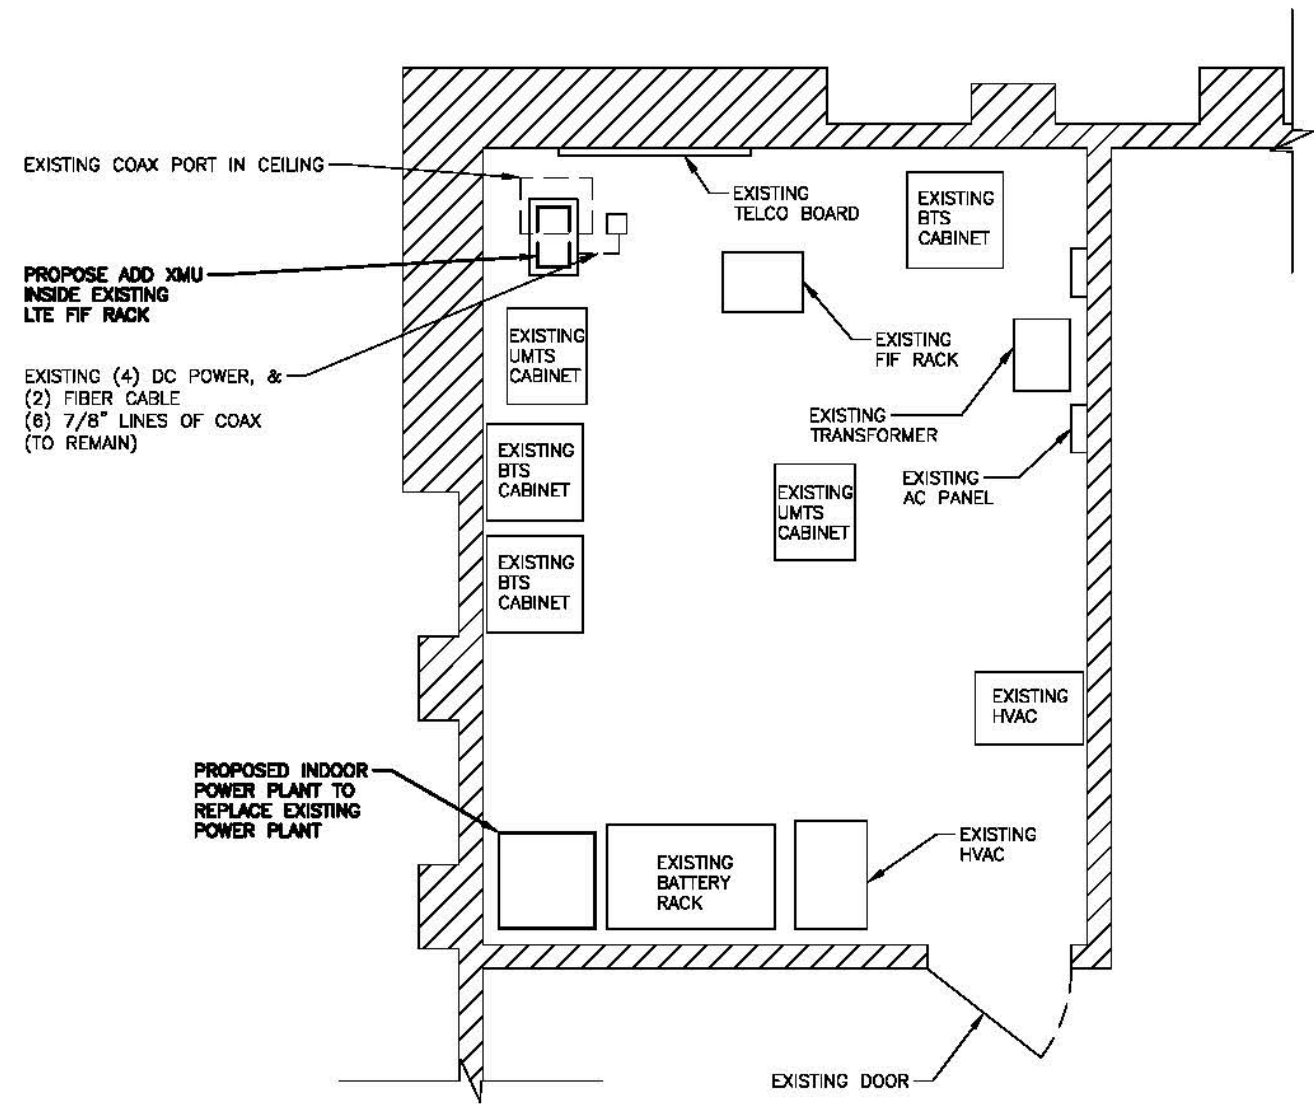 EXISTING COAX PORT IN CEILING
EXISTING
TELCO BOARD
EXISTING
BTS
CABINET
PROPOSE ADD XMU
INSIDE EXISTING
LTE FIF RACK
EXISTING
UMTS
CABINET
EXISTING
FIF RACK
EXISTING (4) DC POWER, &
(2) FIBER CABLE
(6) 7/8" LINES OF COAX
(TO REMAIN)
EXISTING
TRANSFORMER
EXISTING
BTS
CABINET
EXISTING
AC PANEL
EXISTING
UMTS
CABINET
EXISTING
BTS
CABINET
EXISTING
HVAC
PROPOSED INDOOR
POWER PLANT TO
REPLACE EXISTING
POWER PLANT
EXISTING
BATTERY
RACK
EXISTING
HVAC
EXISTING DOOR